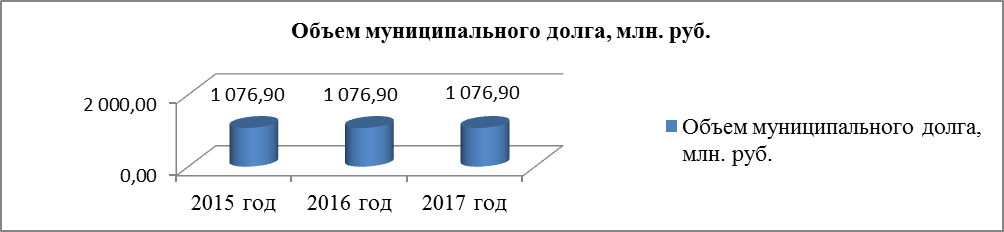 Объем муниципального долга, млн. руб.
2 000,00
0,00
1 076,90 1 076,90 1 076,90
2015 год 2016 год 2017 год
Объем муниципального долга,
млн. руб.